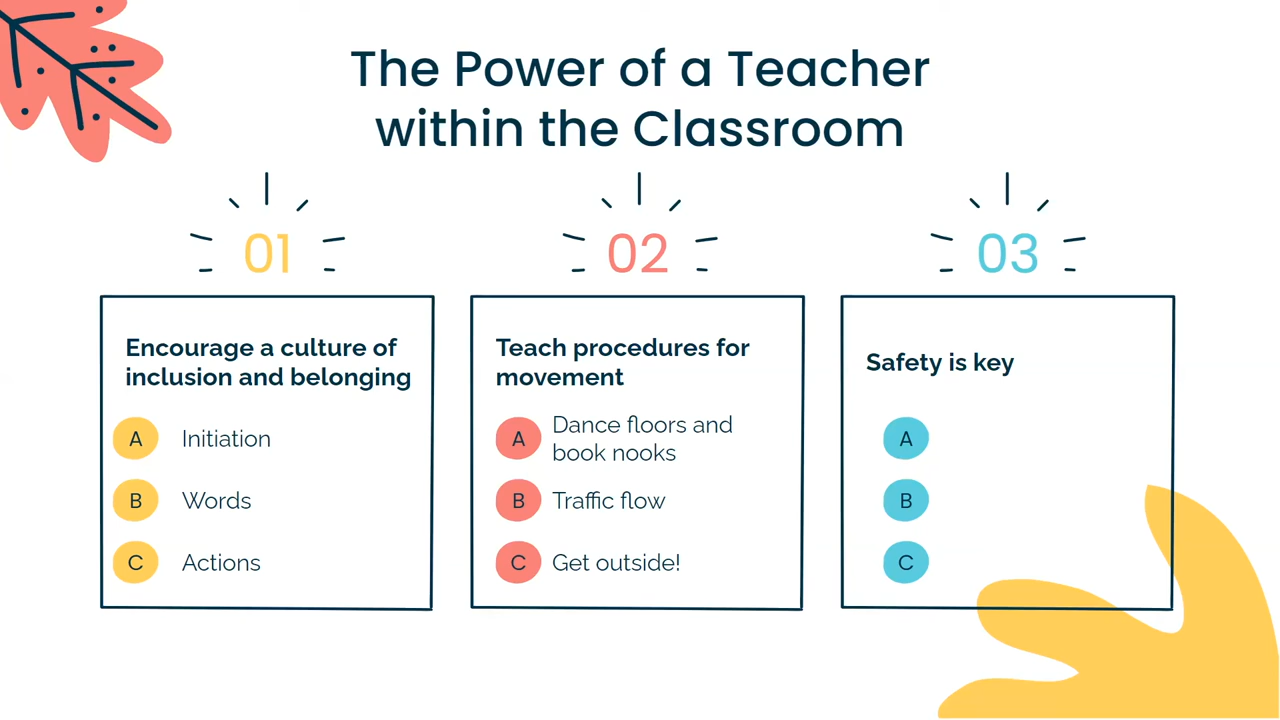 The Power of a Teacher
within the Classroom
01
Encourage a culture of
inclusion and belonging
A Initiation
B Words
C Actions
02
Teach procedures for
movement
A Dance floors and
book nooks
B Traffic flow
C Get outside!
03
Safety is key
A
B
C